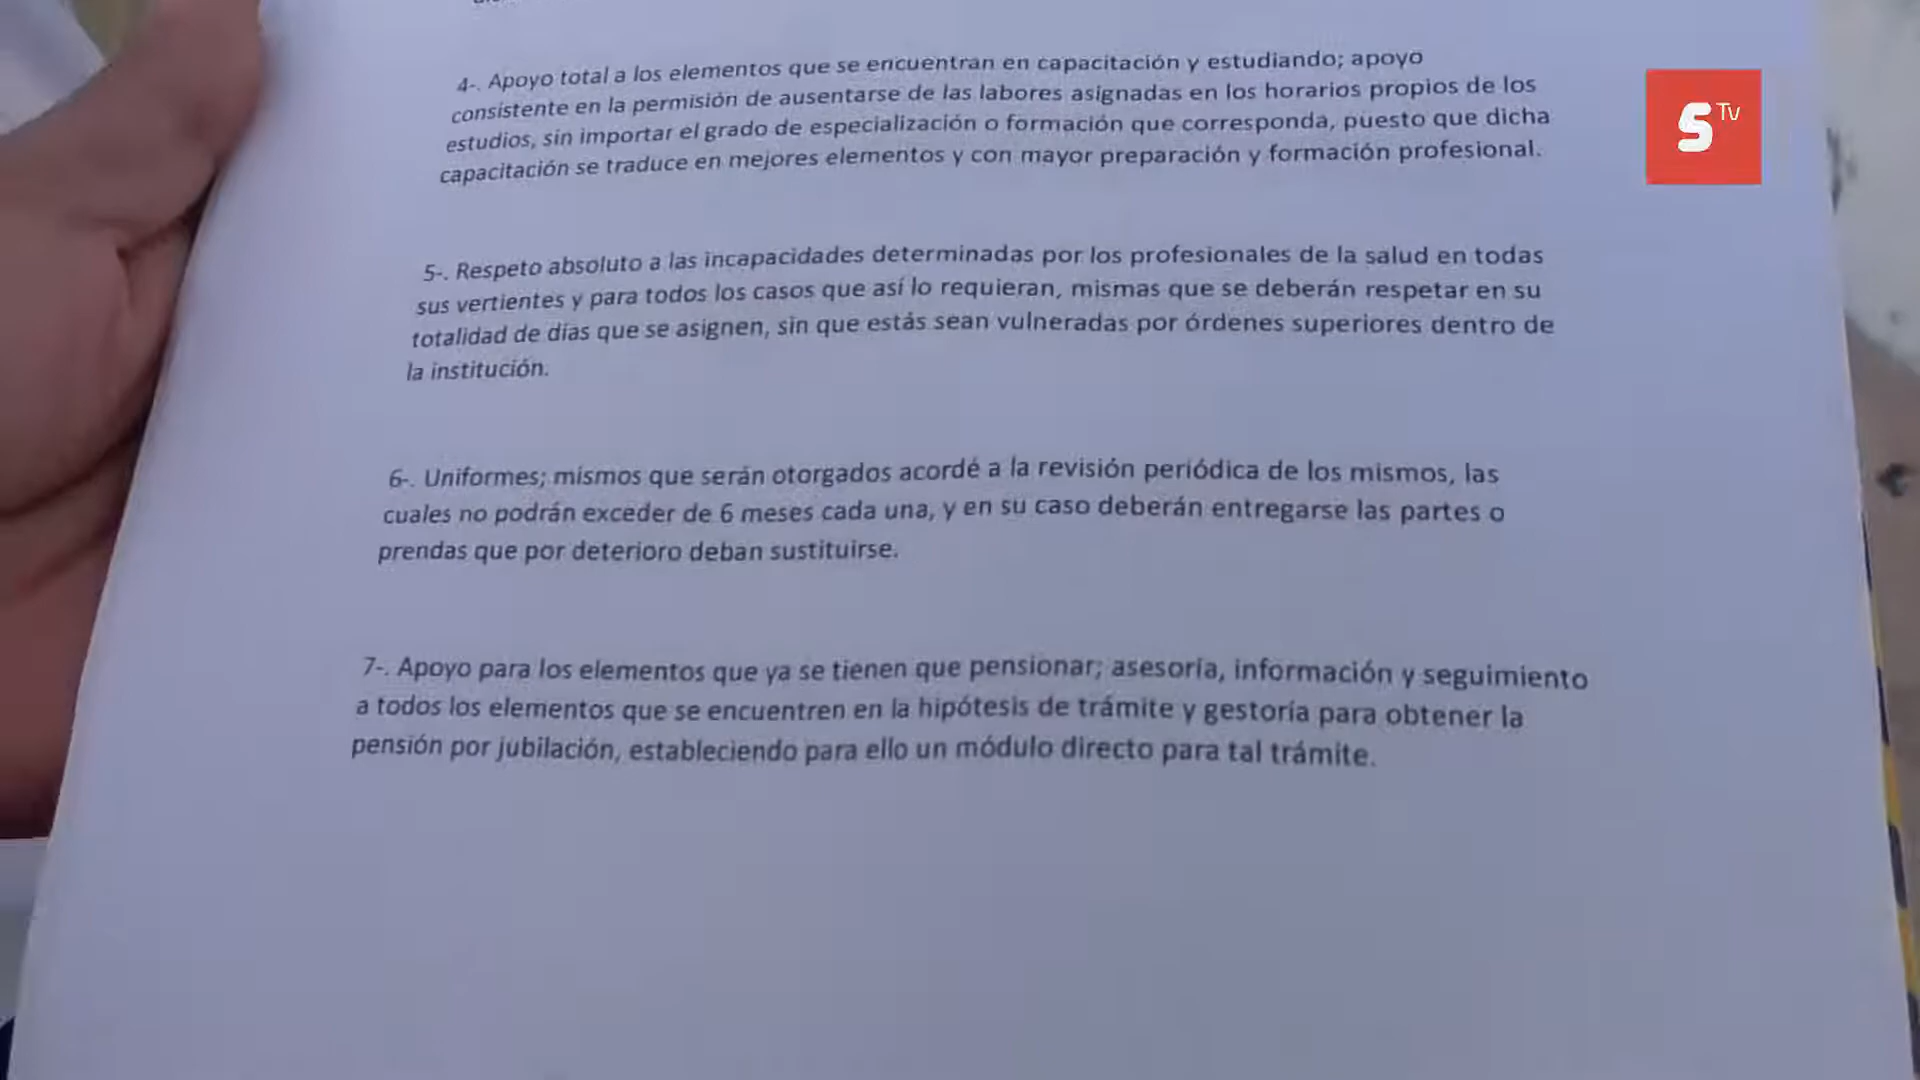 4-. Apoyo total a los elementos que se encuentran en capacitación y estudiando; apoyo
consistente en la permisión de ausentarse de las labores asignadas en los horarios propios de los
estudios, sin importar el grado de especialización o formación que corresponda, puesto que dicha
capacitación se traduce en mejores elementos y con mayor preparación y formación profesional.
5-. Respeto absoluto a las incapacidades determinadas por los profesionales de la salud en todas
sus vertientes y para todos los casos que así lo requieran, mismas que se deberán respetar en su
totalidad de días que se asignen, sin que estás sean vulneradas por órdenes superiores dentro de
la institución.
6-. Uniformes; mismos que serán otorgados acordé a la revisión periódica de los mismos, las
cuales no podrán exceder de 6 meses cada una, y en su caso deberán entregarse las partes o
prendas que por deterioro deban sustituirse.
7-. Apoyo para los elementos que ya se tienen que pensionar; asesoría, información y seguimiento
a todos los elementos que se encuentren en la hipótesis de trámite y gestoría para obtener la
pensión por jubilación, estableciendo para ello un módulo directo para tal trámite.
S TV